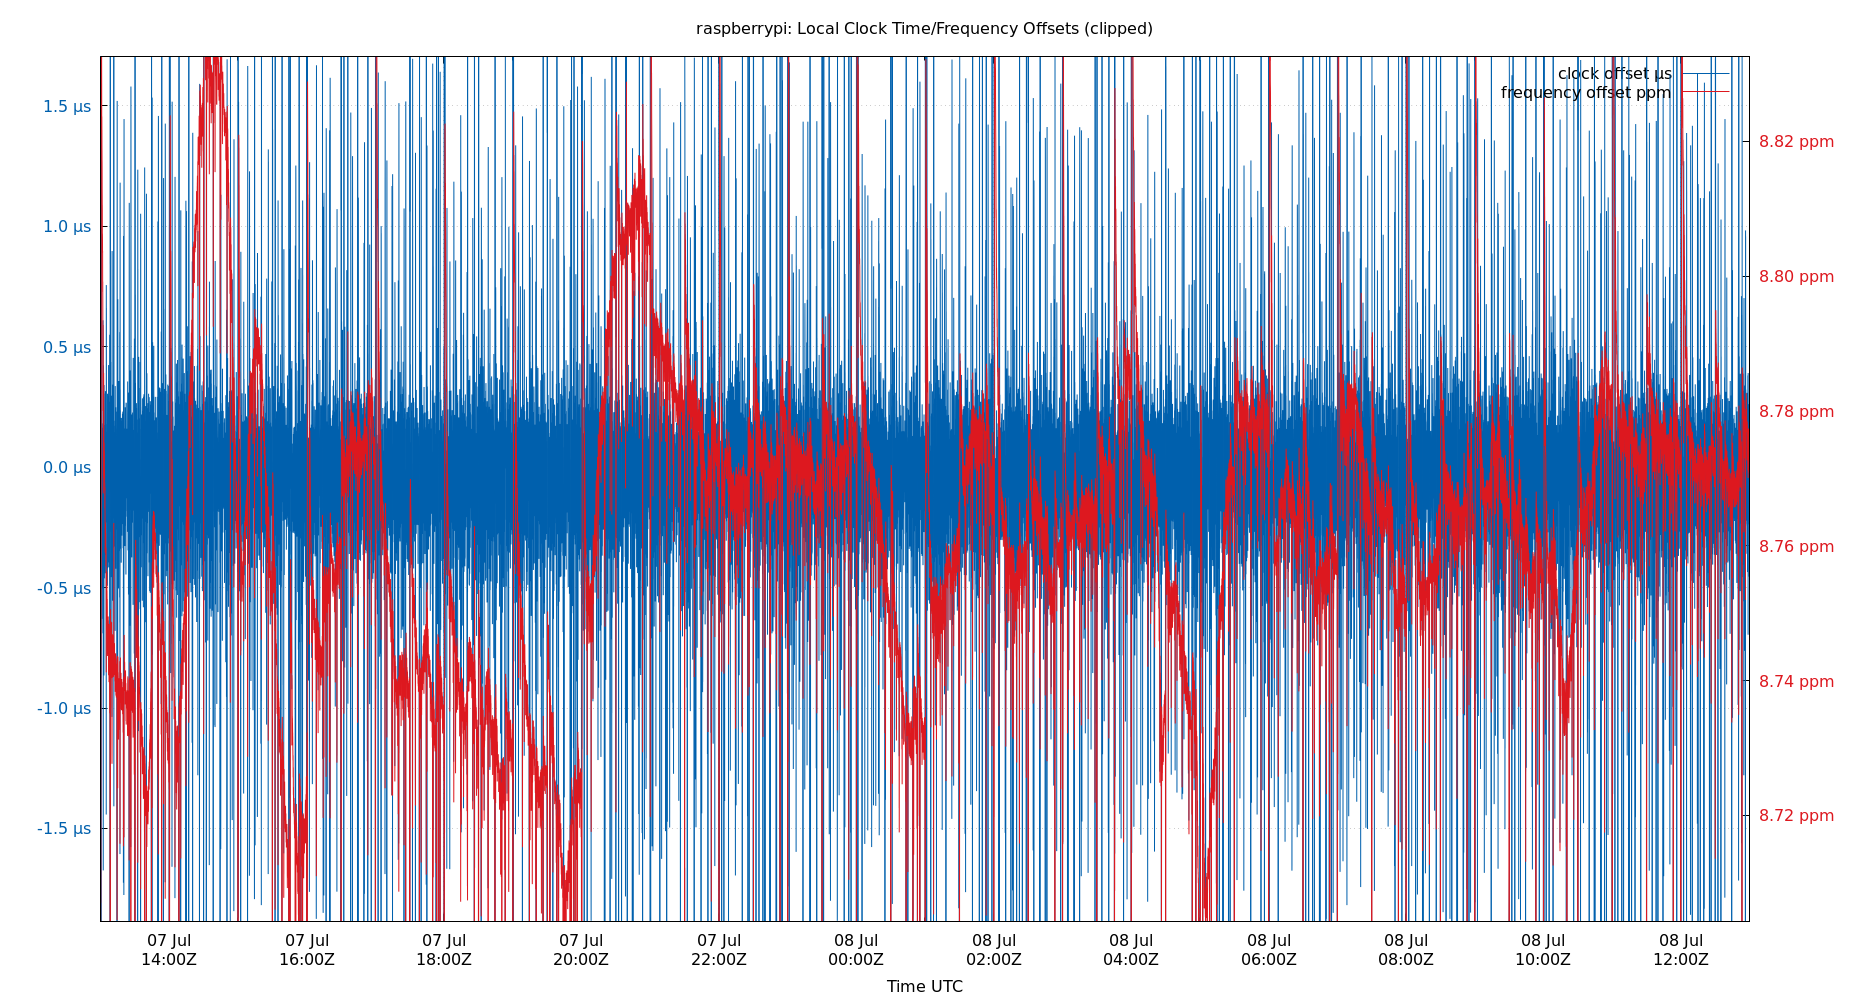 raspberrypi: Local Clock Time/Frequency Offsets (clipped)
clock offset µs
frequency offset ppm
1.5 µs
1.0 µs
0.5 µs
0.0 µs
-0.5 µs
-1.0 µs
-1.5 µs
8.82 ppm
8.80 ppm
8.78 ppm
8.76 ppm
8.74 ppm
8.72 ppm
07 Jul
14:00Z
07 Jul
16:00Z
07 Jul
18:00Z
07 Jul
20:00Z
07 Jul
22:00Z
08 Jul
00:00Z
08 Jul
02:00Z
08 Jul
04:00Z
08 Jul
06:00Z
08 Jul
08:00Z
08 Jul
10:00Z
08 Jul
12:00Z
Time UTC